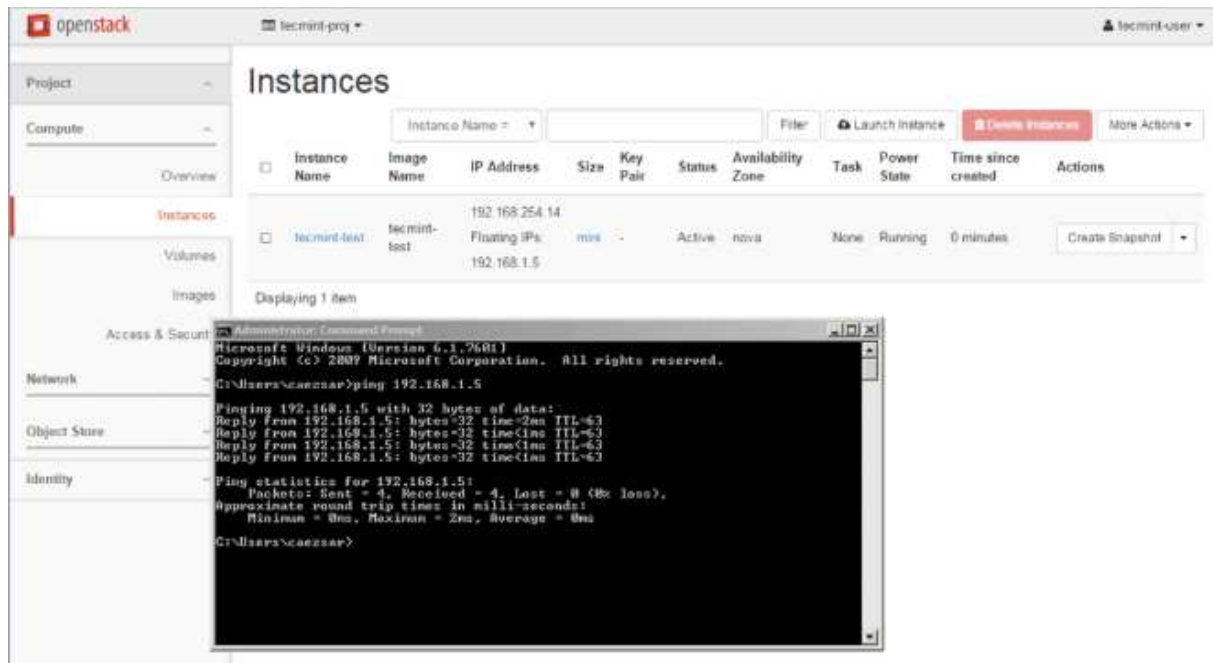 openstack
tecmint-proj
tecmint-user
Project
Compute
Overview
Instances
Volumes
Images
Access & Securit
Network
Object Store
Identity
Instances
Instance Name =
Filter
Launch Instance
Delete Instances
More Actions
Instance Name
Image Name
IP Address
Size
Key Pair
Status
Availability Zone
Task
Power State
Time since created
Actions
tecmint-test
tecmint-test
192.168.254.14
Floating IPs:
192.168.1.5
mini
-
Active
nova
None
Running
0 minutes
Create Snapshot
Displaying 1 item
Administrator: Command Prompt
Microsoft Windows [Version 6.1.7601]
Copyright (c) 2009 Microsoft Corporation.  All rights reserved.
C:\Users\caezsar>ping 192.168.1.5
Pinging 192.168.1.5 with 32 bytes of data:
Reply from 192.168.1.5: bytes=32 time=2ms TTL=63
Reply from 192.168.1.5: bytes=32 time<1ms TTL=63
Reply from 192.168.1.5: bytes=32 time<1ms TTL=63
Reply from 192.168.1.5: bytes=32 time<1ms TTL=63
Ping statistics for 192.168.1.5:
Packets: Sent = 4, Received = 4, Lost = 0 (0% loss),
Approximate round trip times in milli-seconds:
Minimum = 0ms, Maximum = 2ms, Average = 0ms
C:\Users\caezsar>